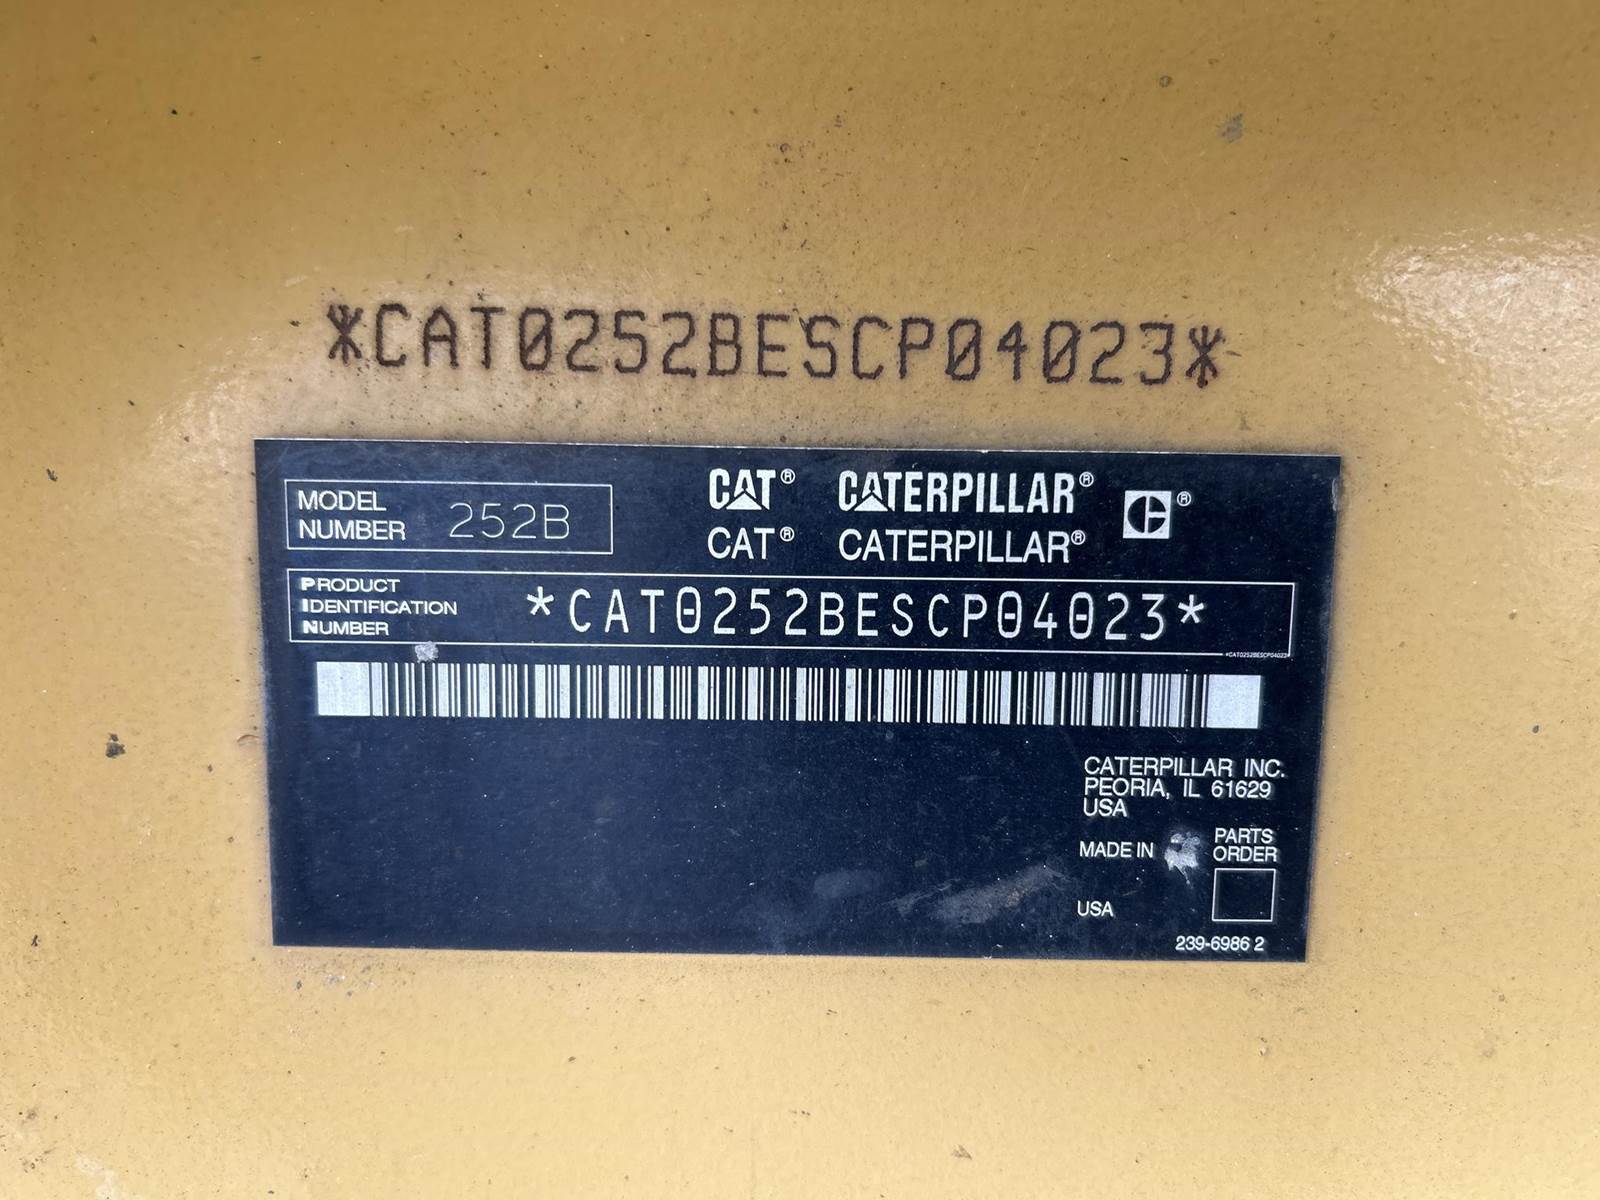 *CAT0252BESCP04023*
MODEL NUMBER 252B
CAT® CATERPILLAR® ®
CAT® CATERPILLAR®
PRODUCT
IDENTIFICATION
NUMBER
*CAT0252BESCP04023*
*CAT0252BESCP04023*
CATERPILLAR INC.
PEORIA, IL 61629
USA
MADE IN
USA
PARTS
ORDER
239-6986 2